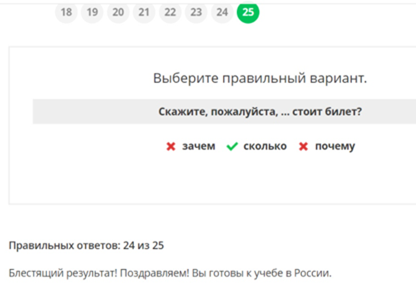 18 19 20 21 22 23 24 25
Выберите правильный вариант.
Скажите, пожалуйста, ... стоит билет?
зачем сколько почему
Правильных ответов: 24 из 25
Блестящий результат! Поздравляем! Вы готовы к учебе в России.